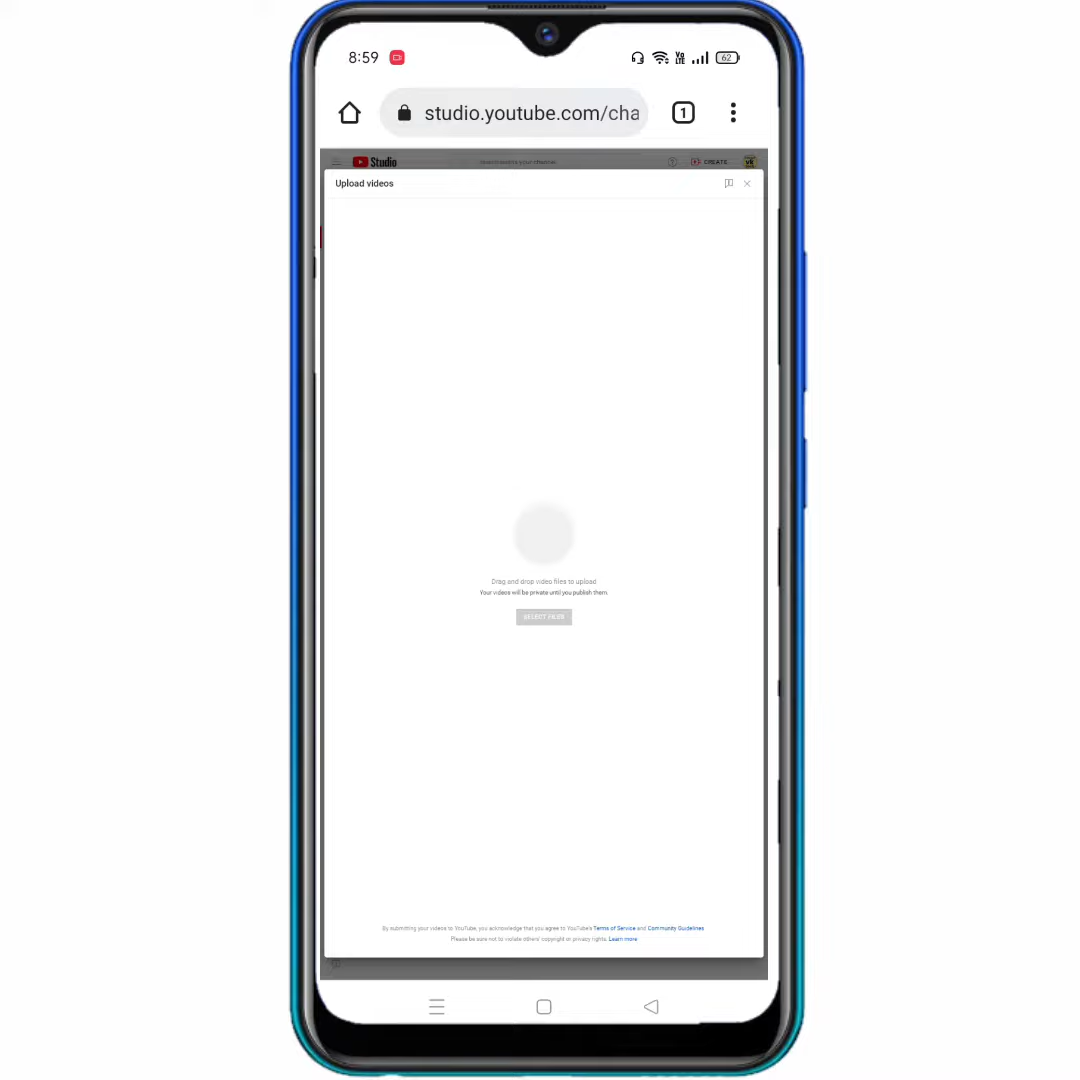 8:59
Vo
LTE
62
studio.youtube.com/cha
1
Studio
CREATE
Upload videos
Drag and drop video files to upload
Your videos will be private until you publish them.
SELECT FILES
By submitting your videos to YouTube, you acknowledge that you agree to YouTube's Terms of Service and Community Guidelines
Please be sure not to violate others' copyright or privacy rights. Learn more